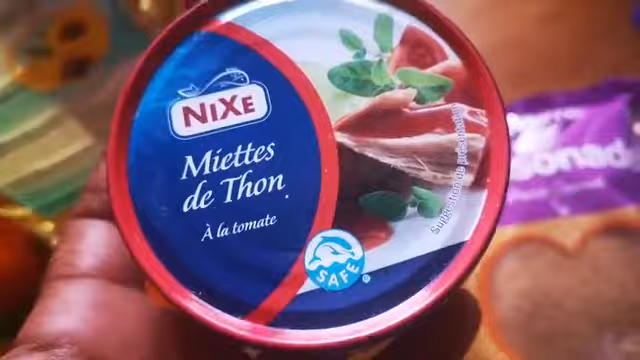 NIXE
Miettes
de Thon
À la tomate
Suggestion de présentation
SAFE
®